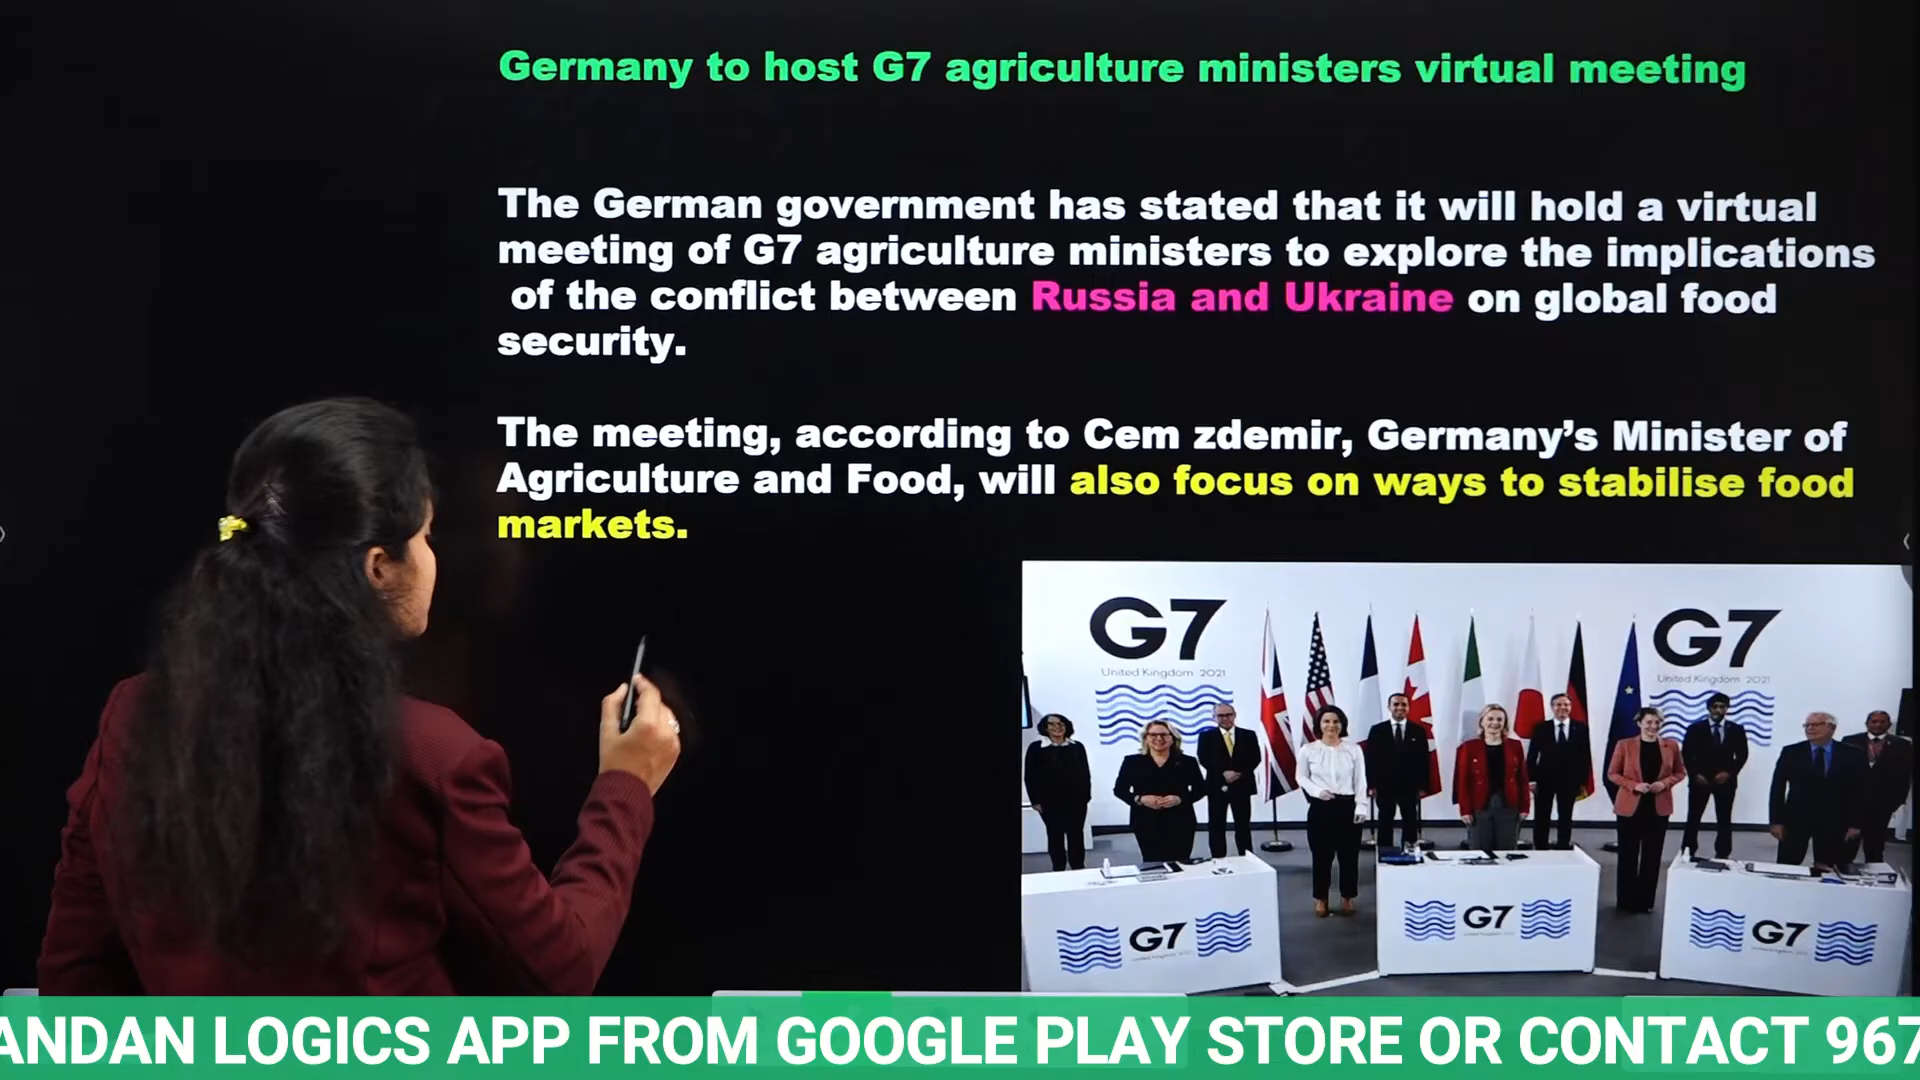 Germany to host G7 agriculture ministers virtual meeting
The German government has stated that it will hold a virtual
meeting of G7 agriculture ministers to explore the implications
of the conflict between Russia and Ukraine on global food
security.
The meeting, according to Cem zdemir, Germany's Minister of
Agriculture and Food, will also focus on ways to stabilise food
markets.
G7
United Kingdom 2021
G7
United Kingdom 2021
G7
G7
G7
ANDAN LOGICS APP FROM GOOGLE PLAY STORE OR CONTACT 967